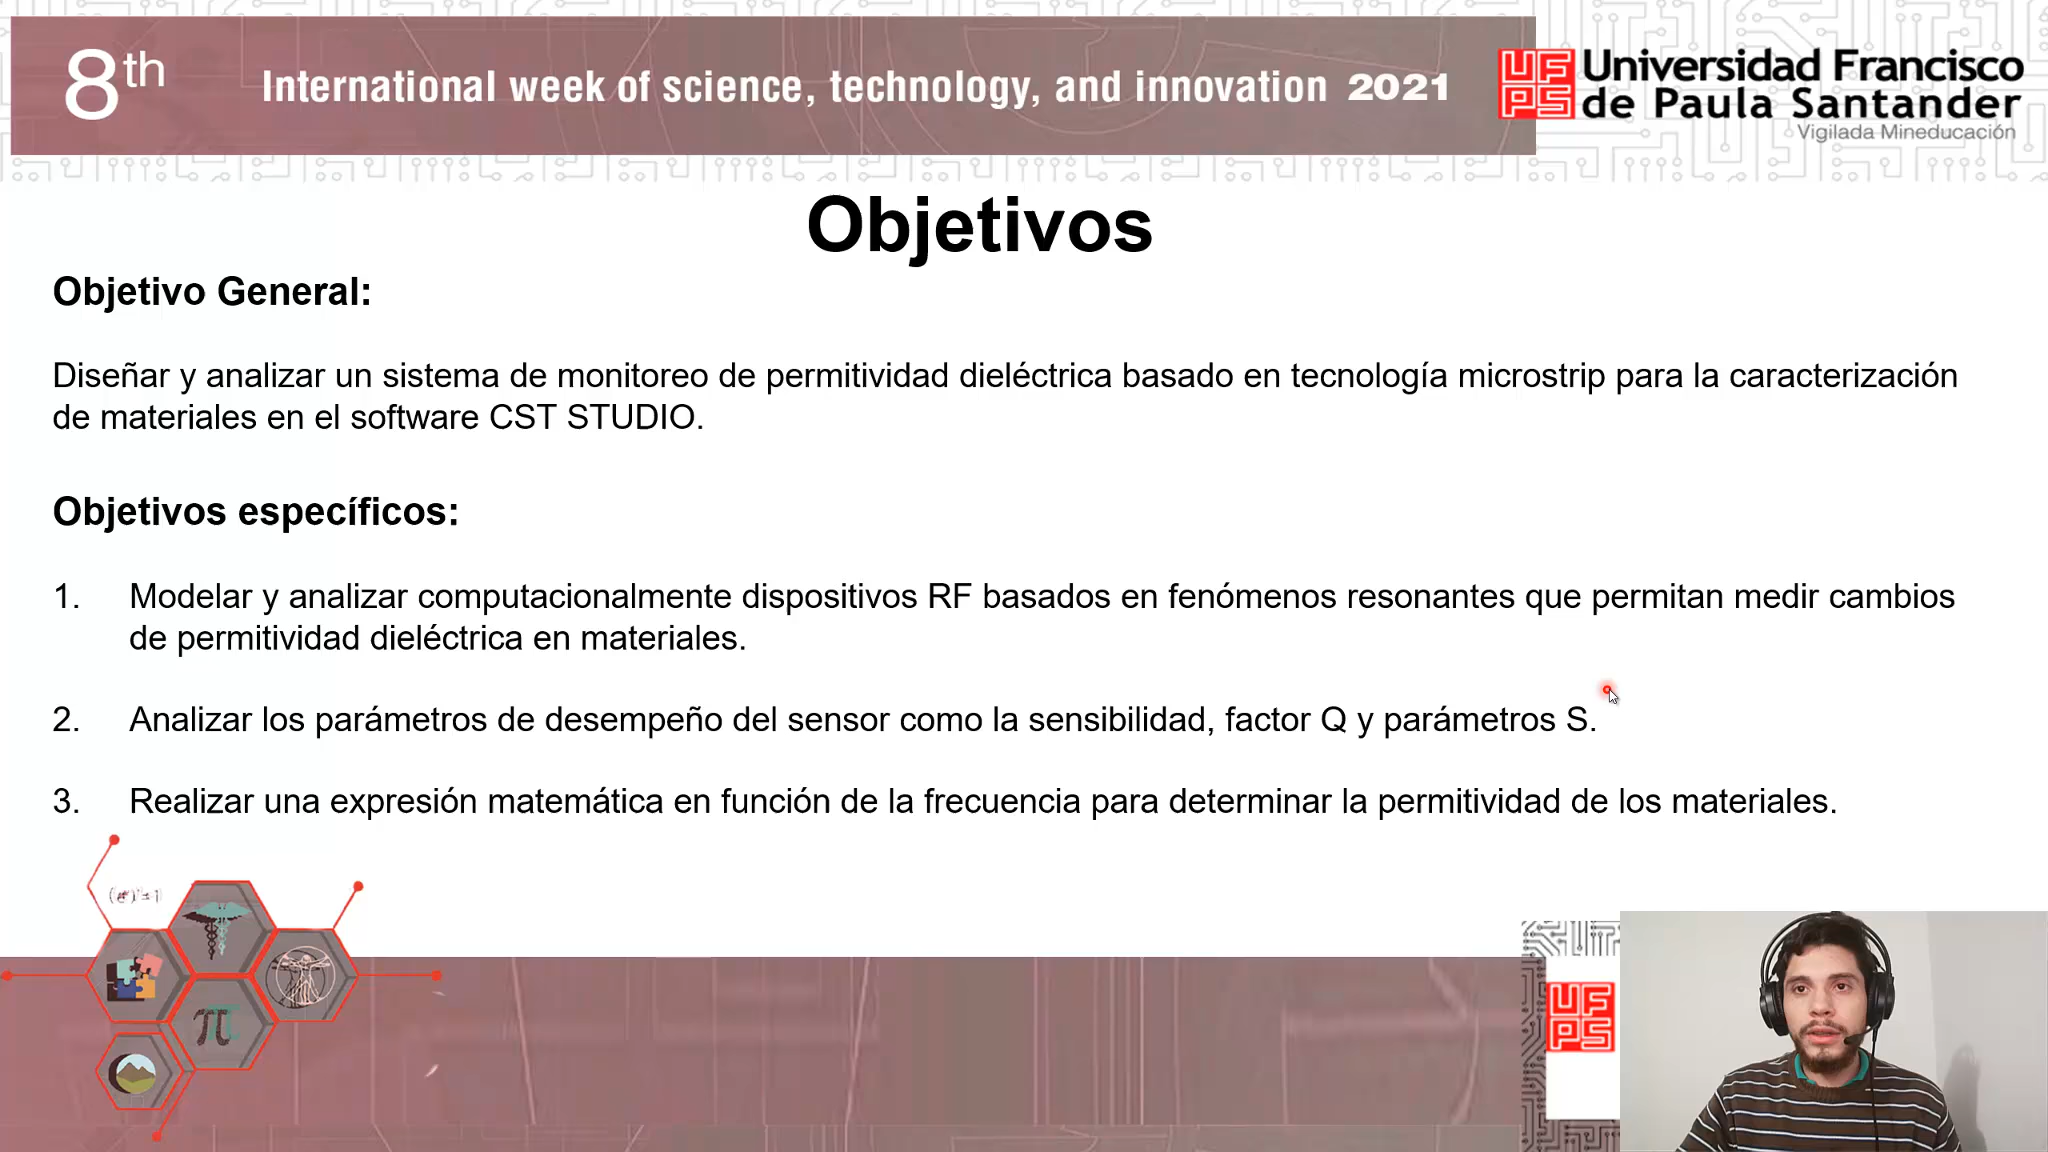 8th
International week of science, technology, and innovation 2021
UFPS
Universidad Francisco
de Paula Santander
Vigilada Mineducación
Objetivos
Objetivo General:
Diseñar y analizar un sistema de monitoreo de permitividad dieléctrica basado en tecnología microstrip para la caracterización
de materiales en el software CST STUDIO.
Objetivos específicos:
1. Modelar y analizar computacionalmente dispositivos RF basados en fenómenos resonantes que permitan medir cambios
de permitividad dieléctrica en materiales.
2. Analizar los parámetros de desempeño del sensor como la sensibilidad, factor Q y parámetros S.
3. Realizar una expresión matemática en función de la frecuencia para determinar la permitividad de los materiales.
π
UFPS